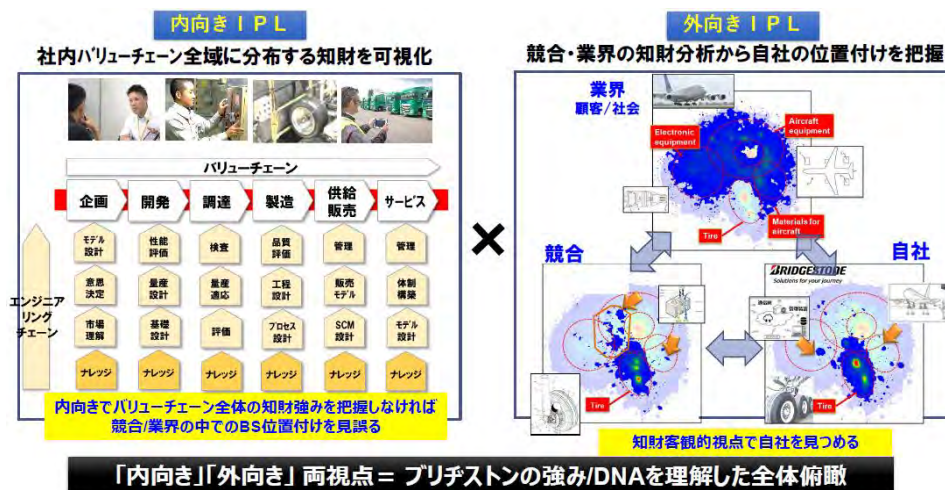 内向きIPL
社内バリューチェーン全域に分布する知財を可視化
バリューチェーン
企画
開発
調達
製造
供給
販売
サービス
エンジニア
リング
チェーン
モデル
設計
性能
評価
検査
品質
評価
管理
管理
意思
決定
量産
設計
量産
適応
工程
設計
販売
モデル
体制
構築
市場
理解
基礎
設計
評価
プロセス
設計
SCM
設計
モデル
設計
ナレッジ
ナレッジ
ナレッジ
ナレッジ
ナレッジ
ナレッジ
内向きでバリューチェーン全体の知財強みを把握しなければ
競合/業界の中でのBS位置付けを見誤る
×
外向きIPL
競合・業界の知財分析から自社の位置付けを把握
業界
顧客/社会
Electronic
equipment
Aircraft
equipment
Tire
Materials for
aircraft
競合
Tire
自社
BRIDGESTONE
Solutions for your journey
Tire
知財客観的視点で自社を見つめる
「内向き」「外向き」 両視点= ブリヂストンの強み/DNAを理解した全体俯瞰